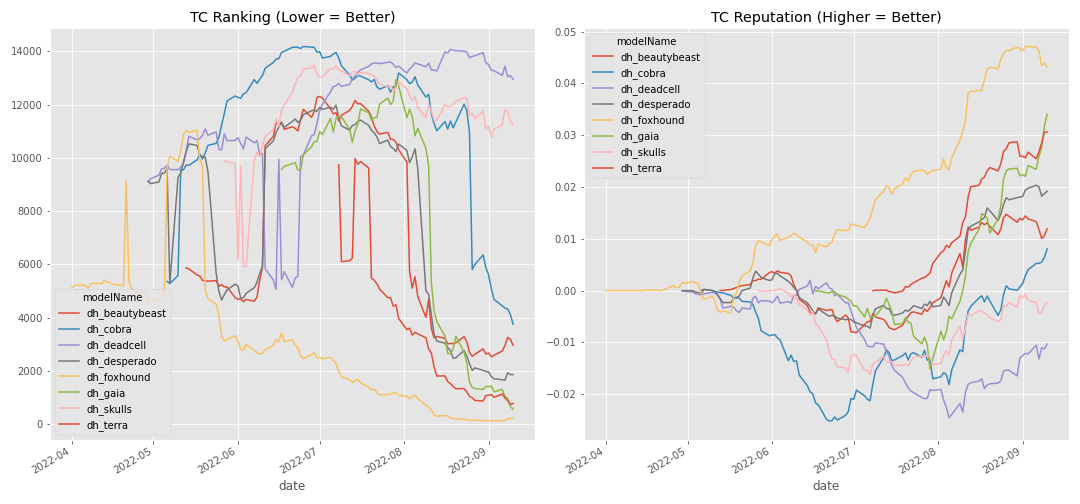 TC Ranking (Lower = Better)
14000
12000
10000
8000
6000
4000
2000
0
modelName
dh_beautybeast
dh_cobra
dh_deadcell
dh_desperado
dh_foxhound
dh_gaia
dh_skulls
dh_terra
2022-04
2022-05
2022-06
2022-07
2022-08
2022-09
date
TC Reputation (Higher = Better)
0.05
0.04
0.03
0.02
0.01
0.00
−0.01
−0.02
modelName
dh_beautybeast
dh_cobra
dh_deadcell
dh_desperado
dh_foxhound
dh_gaia
dh_skulls
dh_terra
2022-04
2022-05
2022-06
2022-07
2022-08
2022-09
date